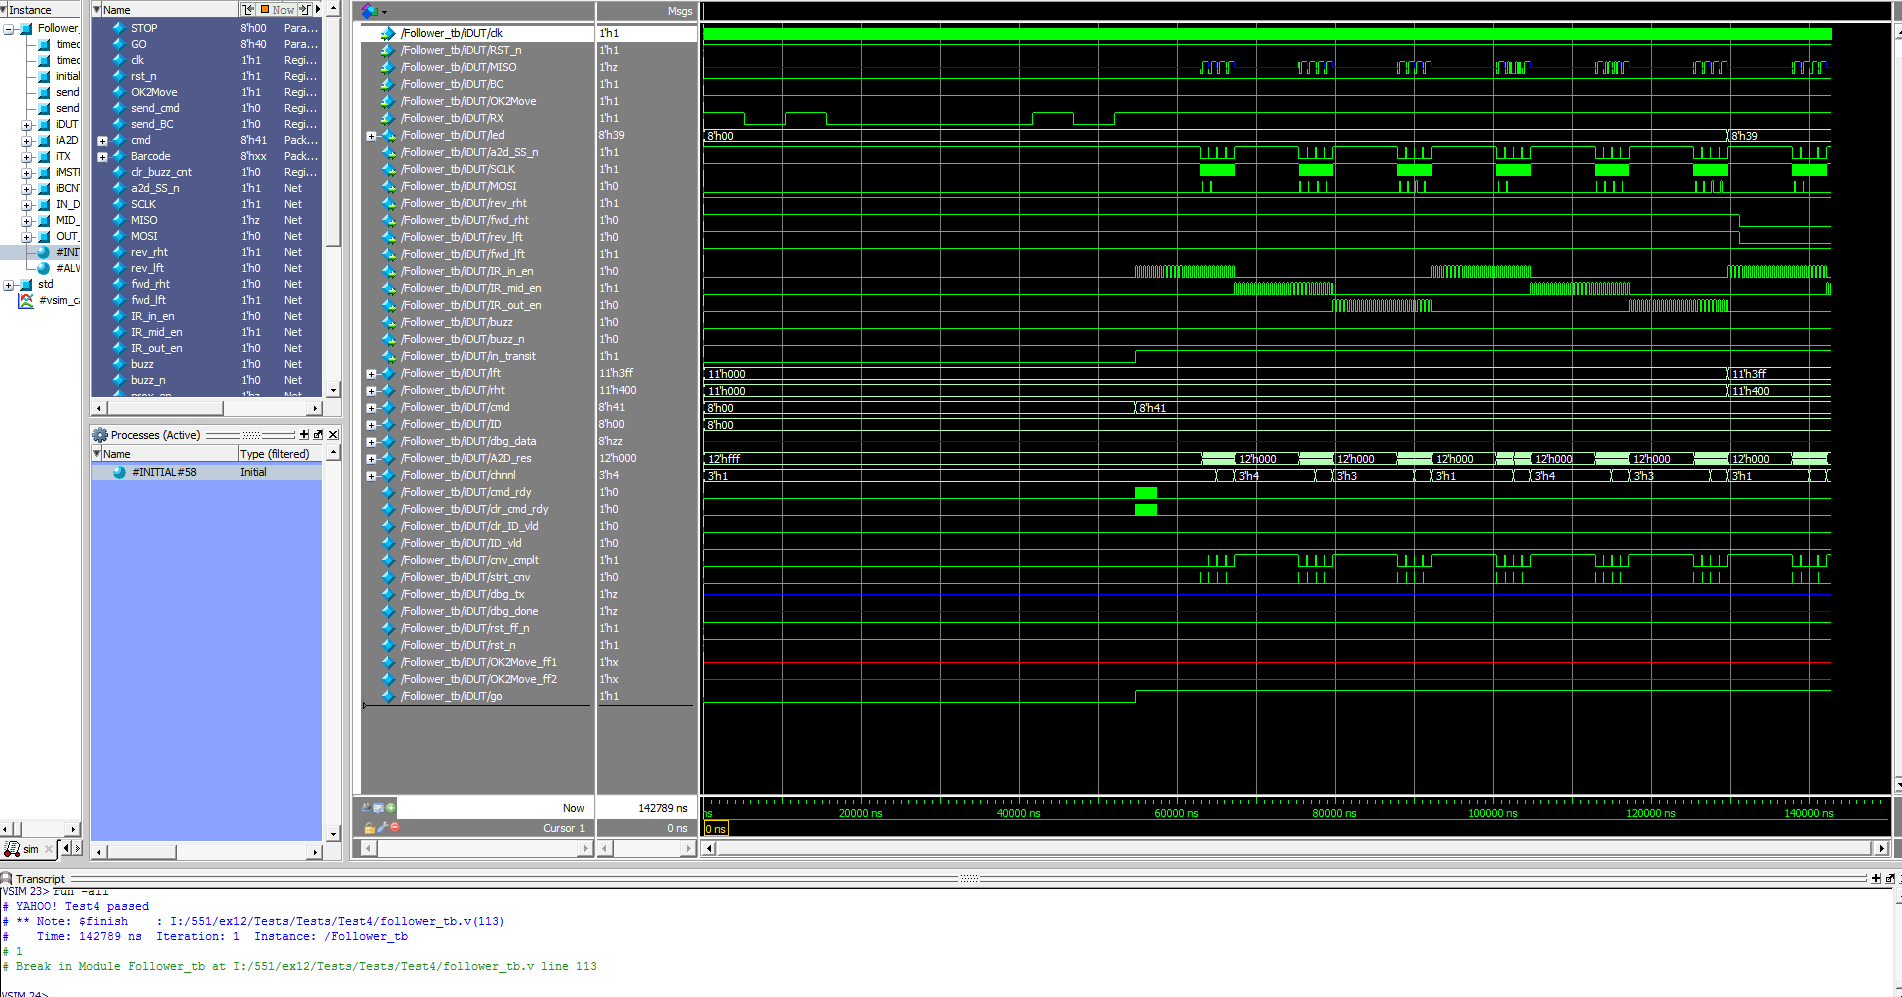 Instance
Follower_
timec
timec
initial
send
send
iDUT
iA2D
iTX
iMSTI
iBCNT
IN_D
MID_
OUT_
#INI
#ALV
std
#vsim_ca
sim
Name Now
STOP 8'h00 Para...
GO 8'h40 Para...
clk 1'h1 Regi...
rst_n 1'h1 Regi...
OK2Move 1'h1 Regi...
send_cmd 1'h0 Regi...
send_BC 1'h0 Regi...
cmd 8'h41 Pack...
Barcode 8'hxx Pack...
clr_buzz_cnt 1'h0 Regi...
a2d_SS_n 1'h1 Net
SCLK 1'h1 Net
MISO 1'hz Net
MOSI 1'h0 Net
rev_rht 1'h1 Net
rev_lft 1'h0 Net
fwd_rht 1'h0 Net
fwd_lft 1'h1 Net
IR_in_en 1'h0 Net
IR_mid_en 1'h1 Net
IR_out_en 1'h0 Net
buzz 1'h0 Net
buzz_n 1'h0 Net
Processes (Active)
Name Type (filtered)
#INITIAL#58 Initial
Msgs
/Follower_tb/iDUT/clk 1'h1
/Follower_tb/iDUT/RST_n 1'h1
/Follower_tb/iDUT/MISO 1'hz
/Follower_tb/iDUT/BC 1'h1
/Follower_tb/iDUT/OK2Move 1'h1
/Follower_tb/iDUT/RX 1'h1
/Follower_tb/iDUT/led 8'h39 8'h00 8'h39
/Follower_tb/iDUT/a2d_SS_n 1'h1
/Follower_tb/iDUT/SCLK 1'h1
/Follower_tb/iDUT/MOSI 1'h0
/Follower_tb/iDUT/rev_rht 1'h1
/Follower_tb/iDUT/fwd_rht 1'h0
/Follower_tb/iDUT/rev_lft 1'h0
/Follower_tb/iDUT/fwd_lft 1'h1
/Follower_tb/iDUT/IR_in_en 1'h0
/Follower_tb/iDUT/IR_mid_en 1'h1
/Follower_tb/iDUT/IR_out_en 1'h0
/Follower_tb/iDUT/buzz 1'h0
/Follower_tb/iDUT/buzz_n 1'h0
/Follower_tb/iDUT/in_transit 1'h1
/Follower_tb/iDUT/lft 11'h3ff 11'h000 11'h3ff
/Follower_tb/iDUT/rht 11'h400 11'h000 11'h400
/Follower_tb/iDUT/cmd 8'h41 8'h00 8'h41
/Follower_tb/iDUT/ID 8'h00 8'h00
/Follower_tb/iDUT/dbg_data 8'hzz
/Follower_tb/iDUT/A2D_res 12'h000 12'hfff 12'h000 12'h000 12'h000 12'h000 12'h000 12'h000
/Follower_tb/iDUT/chnnl 3'h4 3'h1 3'h4 3'h3 3'h1 3'h4 3'h3 3'h1
/Follower_tb/iDUT/cmd_rdy 1'h0
/Follower_tb/iDUT/clr_cmd_rdy 1'h0
/Follower_tb/iDUT/clr_ID_vld 1'h0
/Follower_tb/iDUT/ID_vld 1'h0
/Follower_tb/iDUT/cnv_cmplt 1'h1
/Follower_tb/iDUT/strt_cnv 1'h0
/Follower_tb/iDUT/dbg_tx 1'hz
/Follower_tb/iDUT/dbg_done 1'hz
/Follower_tb/iDUT/rst_ff_n 1'h1
/Follower_tb/iDUT/rst_n 1'h1
/Follower_tb/iDUT/OK2Move_ff1 1'hx
/Follower_tb/iDUT/OK2Move_ff2 1'hx
/Follower_tb/iDUT/go 1'h1
Now 142789 ns ns 20000 ns 40000 ns 60000 ns 80000 ns 100000 ns 120000 ns 140000 ns
Cursor 1 0 ns 0 ns
Transcript
VSIM 23> run -all
# YAHOO! Test4 passed
# ** Note: $finish : I:/551/ex12/Tests/Tests/Test4/follower_tb.v(113)
# Time: 142789 ns Iteration: 1 Instance: /Follower_tb
# 1
# Break in Module Follower_tb at I:/551/ex12/Tests/Tests/Test4/follower_tb.v line 113
VSIM 24>